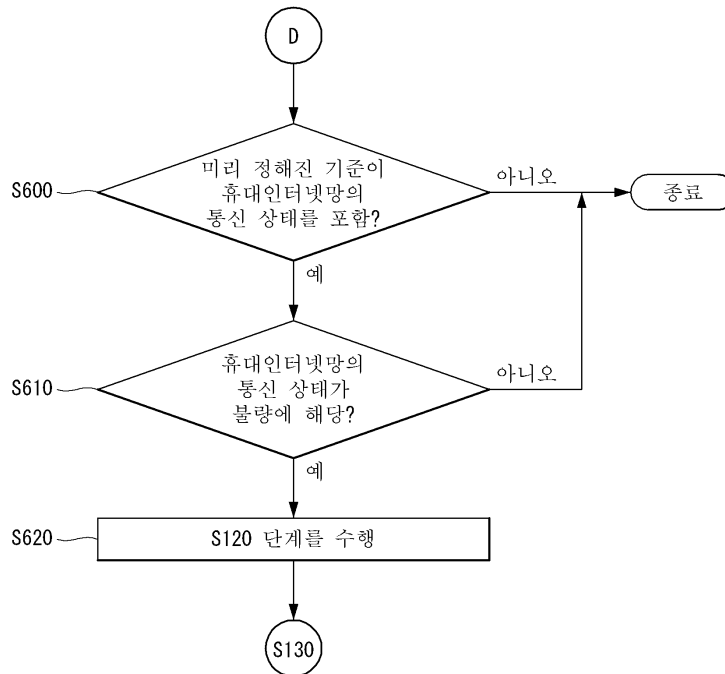 D
미리 정해진 기준이
휴대인터넷망의
통신 상태를 포함?
S600
아니오
종료
예
휴대인터넷망의
통신 상태가
불량에 해당?
S610
아니오
예
S620
S120 단계를 수행
S130